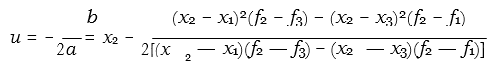 u = − b/2a = x₂ − (x₂ − x₁)²(f₂ − f₃) − (x₂ − x₃)²(f₂ − f₁)/2[(x₂ — x₁)(f₂ — f₃) − (x — x₃)(f₂ — f₁)]